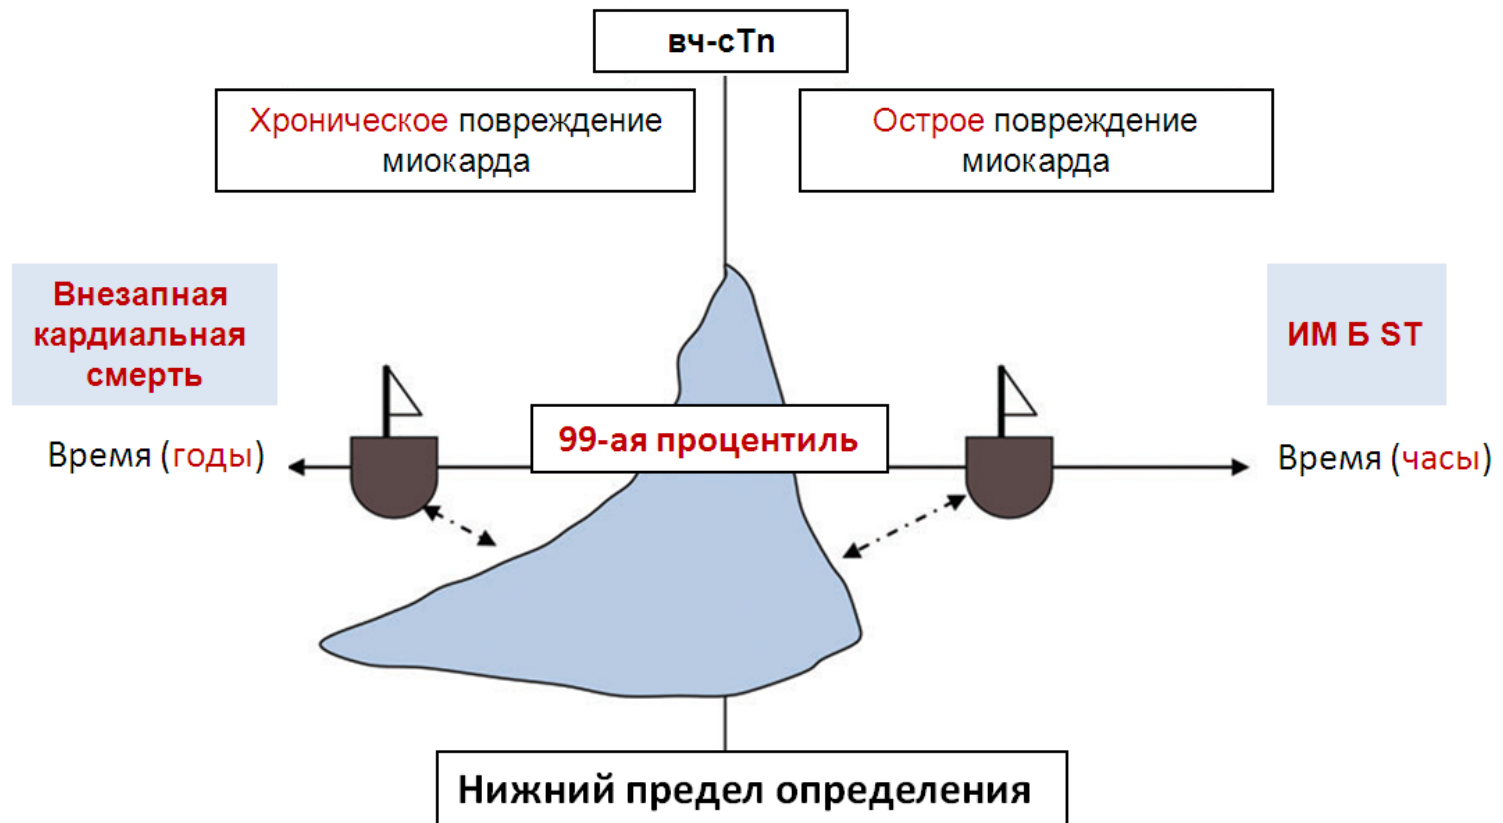 вч-cTn
Хроническое повреждение
миокарда
Острое повреждение
миокарда
Внезапная
кардиальная
смерть
ИМ Б ST
99-ая процентиль
Время (годы)
Время (часы)
Нижний предел определения